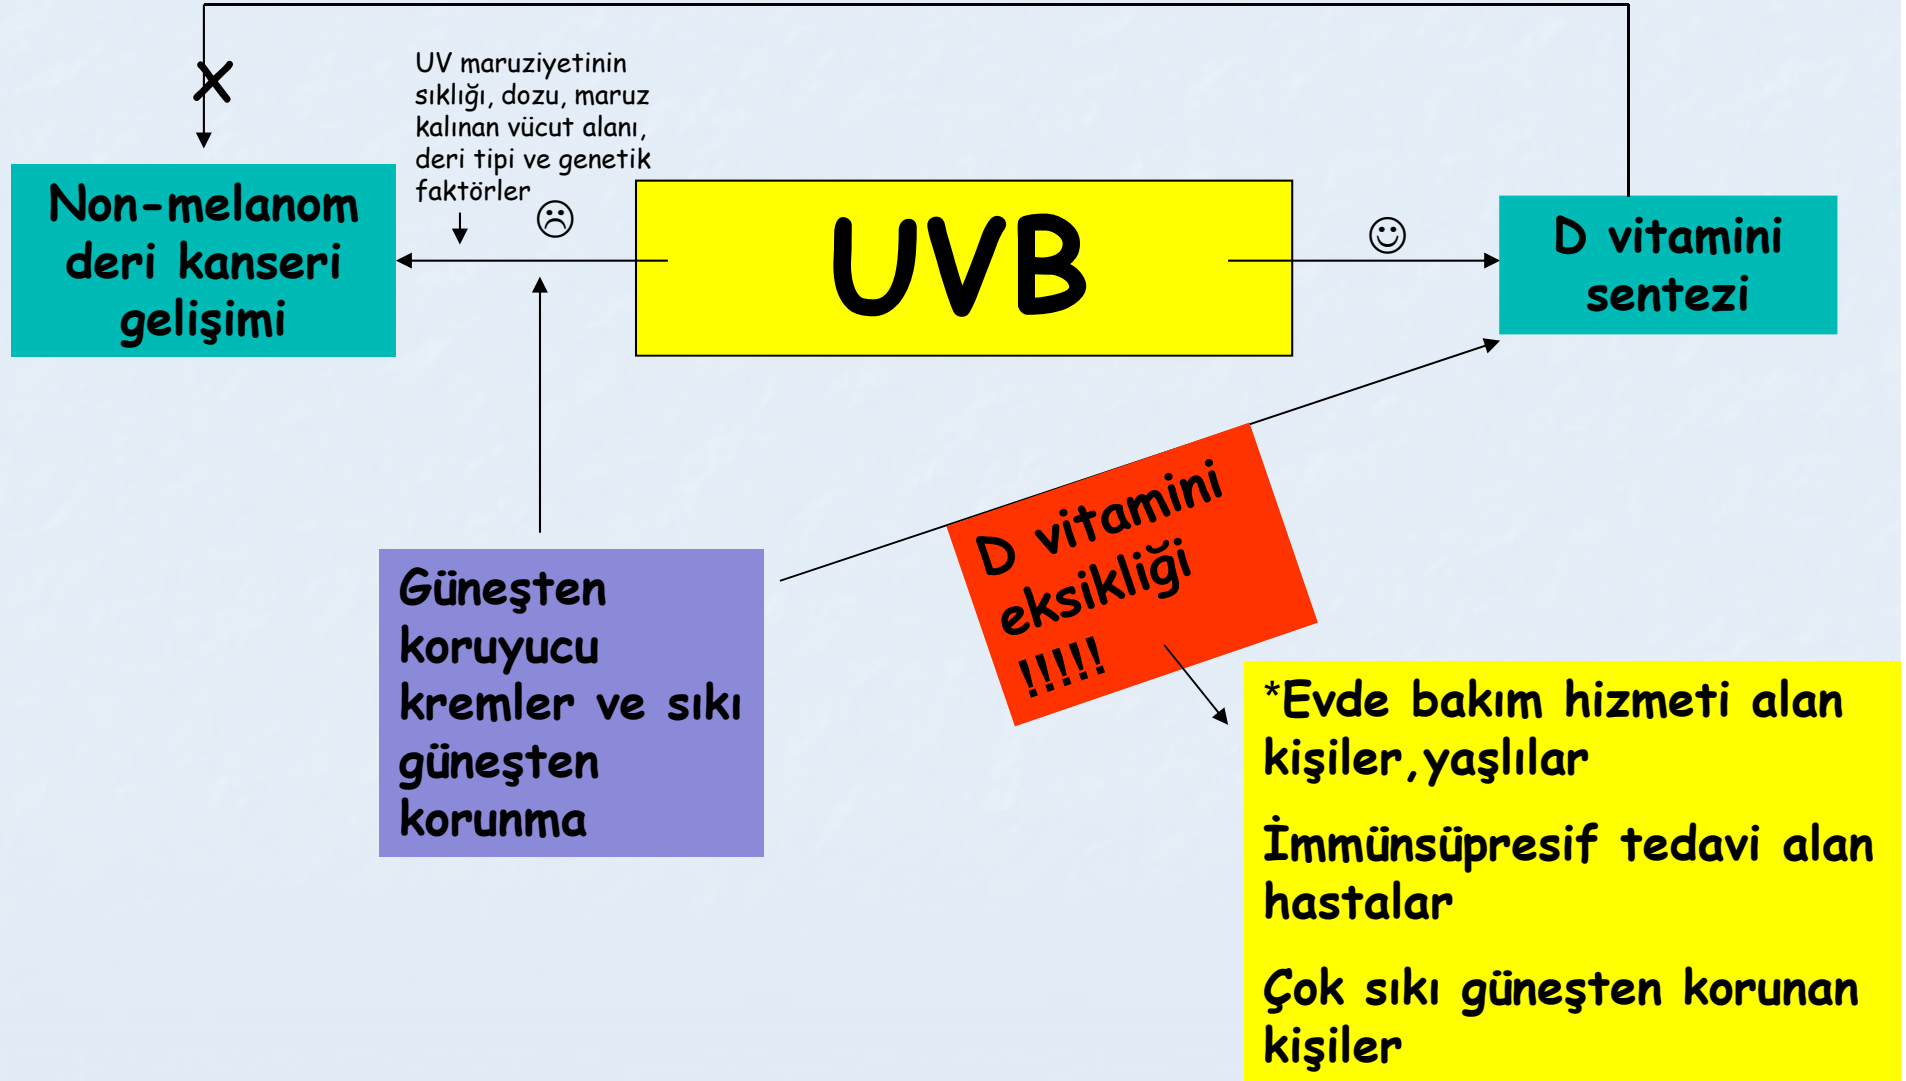 X
UV maruziyetinin
sıklığı, dozu, maruz
kalınan vücut alanı,
deri tipi ve genetik
faktörler
Non-melanom
deri kanseri
gelişimi
UVB
D vitamini
sentezi
D vitamini
eksikliği
!!!!!
Güneşten
koruyucu
kremler ve sıkı
güneşten
korunma
*Evde bakım hizmeti alan
kişiler,yaşlılar
İmmünsüpresif tedavi alan
hastalar
Çok sıkı güneşten korunan
kişiler